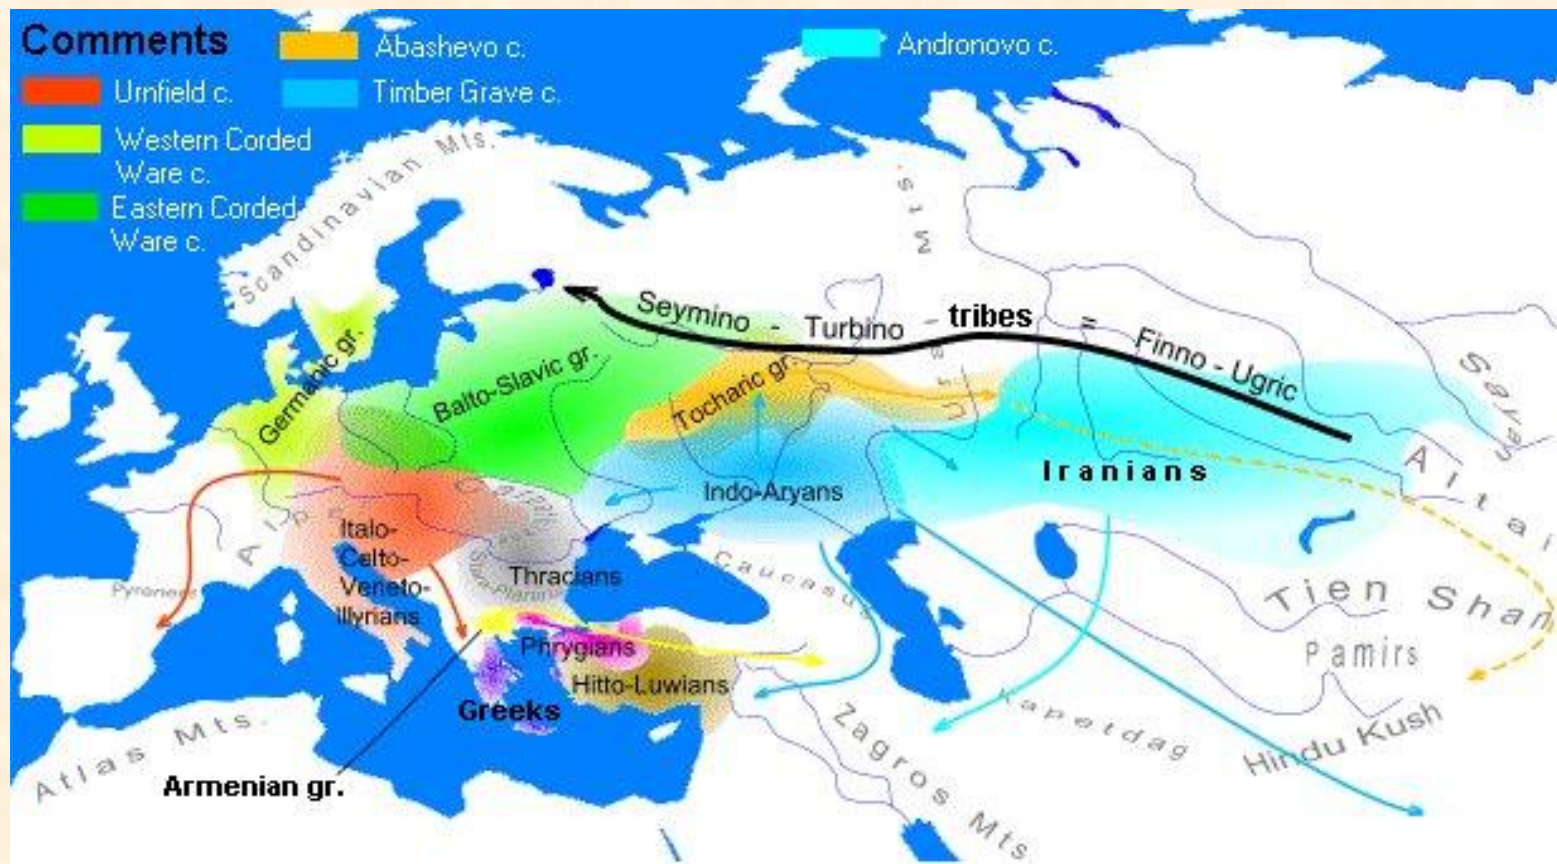 Comments
Abashevo c.
Andronovo c.
Urnfield c.
Timber Grave c.
Western Corded
Ware c.
Eastern Corded
Ware c.
Scandinavian Mts.
Mts.
Seymino - Turbino - tribes = Finno - Ugric
Germanic gr.
Balto-Slavic gr.
Tocharic gr.
Sayan
Altai
Iranians
Indo-Aryans
Alps
Italo-
Celto-
Veneto-
Illyrians
Pyrenees
Thracians
Caucasus
Tien Shan
Pamirs
Phrygians
Hitto-Luwians
Greeks
Kapetdag
Hindu Kush
Zagros Mts
Atlas Mts.
Armenian gr.